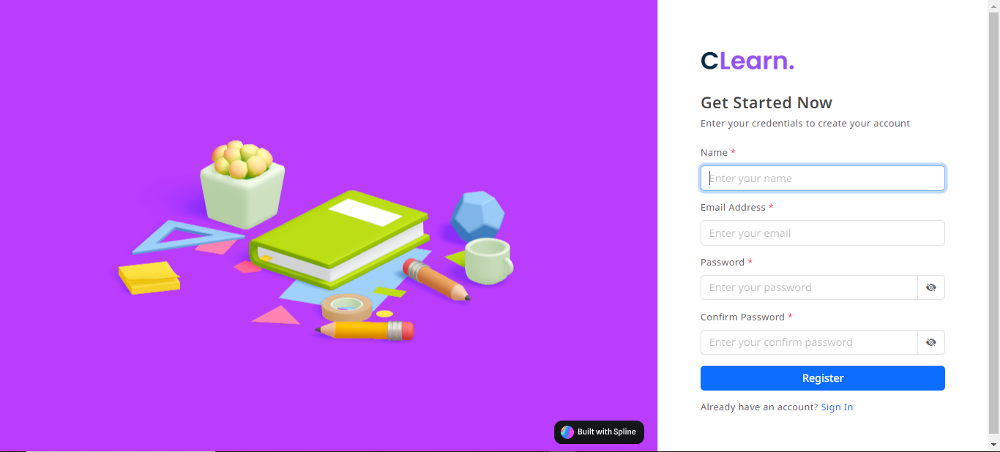 CLearn.
Get Started Now
Enter your credentials to create your account
Name *
Enter your name
Email Address *
Enter your email
Password *
Enter your password
Confirm Password *
Enter your confirm password
Register
Already have an account? Sign In
Built with Spline